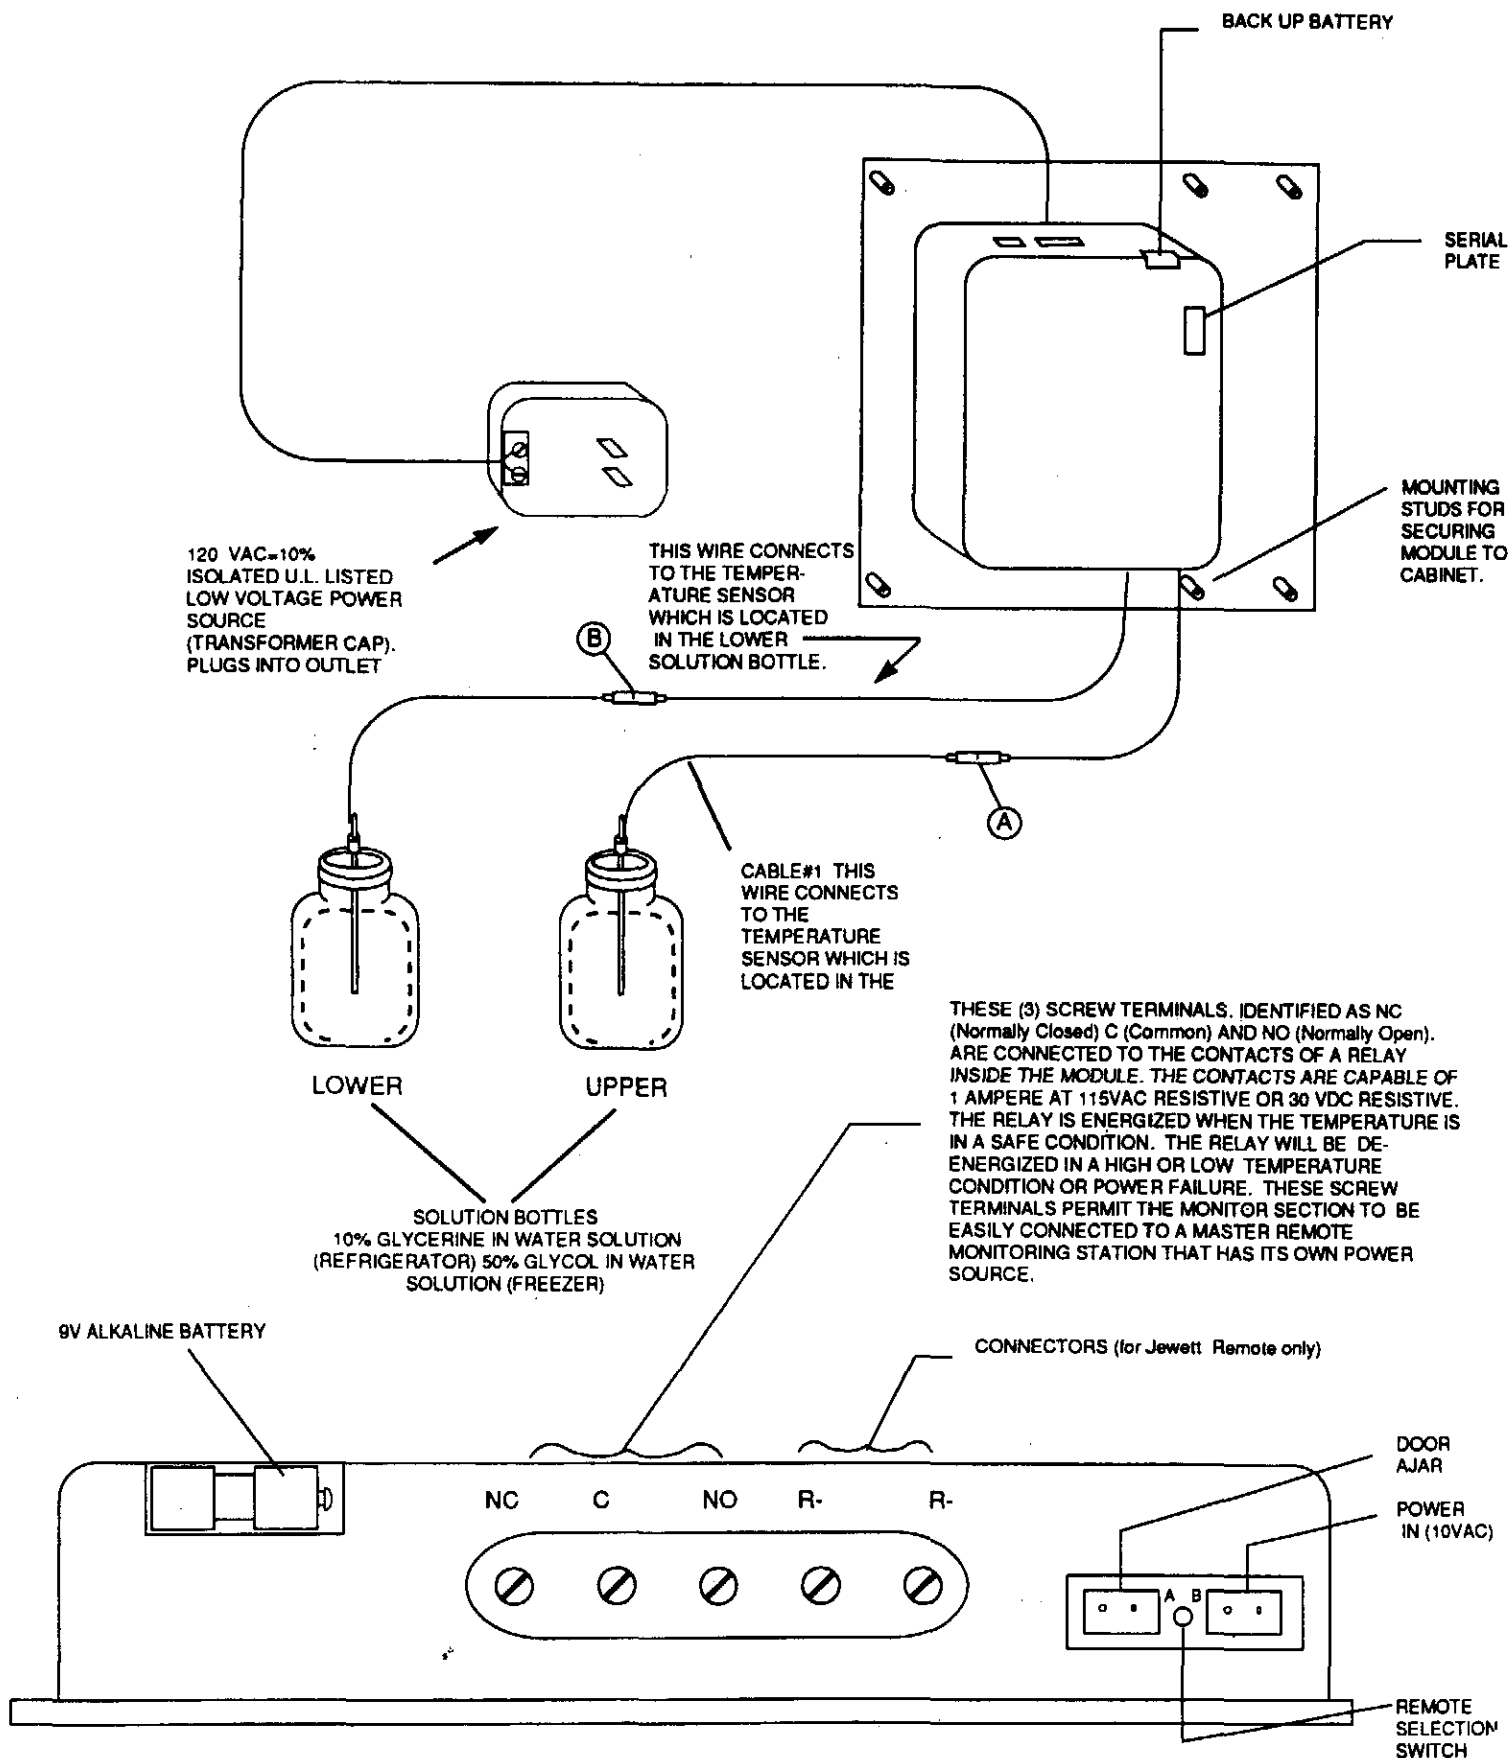 BACK UP BATTERY
SERIAL
PLATE
MOUNTING
STUDS FOR
SECURING
MODULE TO
CABINET.
120 VAC=10%
ISOLATED U.L. LISTED
LOW VOLTAGE POWER
SOURCE
(TRANSFORMER CAP).
PLUGS INTO OUTLET
THIS WIRE CONNECTS
TO THE TEMPER-
ATURE SENSOR
WHICH IS LOCATED
IN THE LOWER
SOLUTION BOTTLE.
B
A
CABLE#1 THIS
WIRE CONNECTS
TO THE
TEMPERATURE
SENSOR WHICH IS
LOCATED IN THE
LOWER
UPPER
SOLUTION BOTTLES
10% GLYCERINE IN WATER SOLUTION
(REFRIGERATOR) 50% GLYCOL IN WATER
SOLUTION (FREEZER)
THESE (3) SCREW TERMINALS. IDENTIFIED AS NC
(Normally Closed) C (Common) AND NO (Normally Open).
ARE CONNECTED TO THE CONTACTS OF A RELAY
INSIDE THE MODULE. THE CONTACTS ARE CAPABLE OF
1 AMPERE AT 115VAC RESISTIVE OR 30 VDC RESISTIVE.
THE RELAY IS ENERGIZED WHEN THE TEMPERATURE IS
IN A SAFE CONDITION. THE RELAY WILL BE DE-
ENERGIZED IN A HIGH OR LOW TEMPERATURE
CONDITION OR POWER FAILURE. THESE SCREW
TERMINALS PERMIT THE MONITOR SECTION TO BE
EASILY CONNECTED TO A MASTER REMOTE
MONITORING STATION THAT HAS ITS OWN POWER
SOURCE.
9V ALKALINE BATTERY
CONNECTORS (for Jewett Remote only)
DOOR
AJAR
POWER
IN (10VAC)
NC C NO R- R-
A B
REMOTE
SELECTION
SWITCH